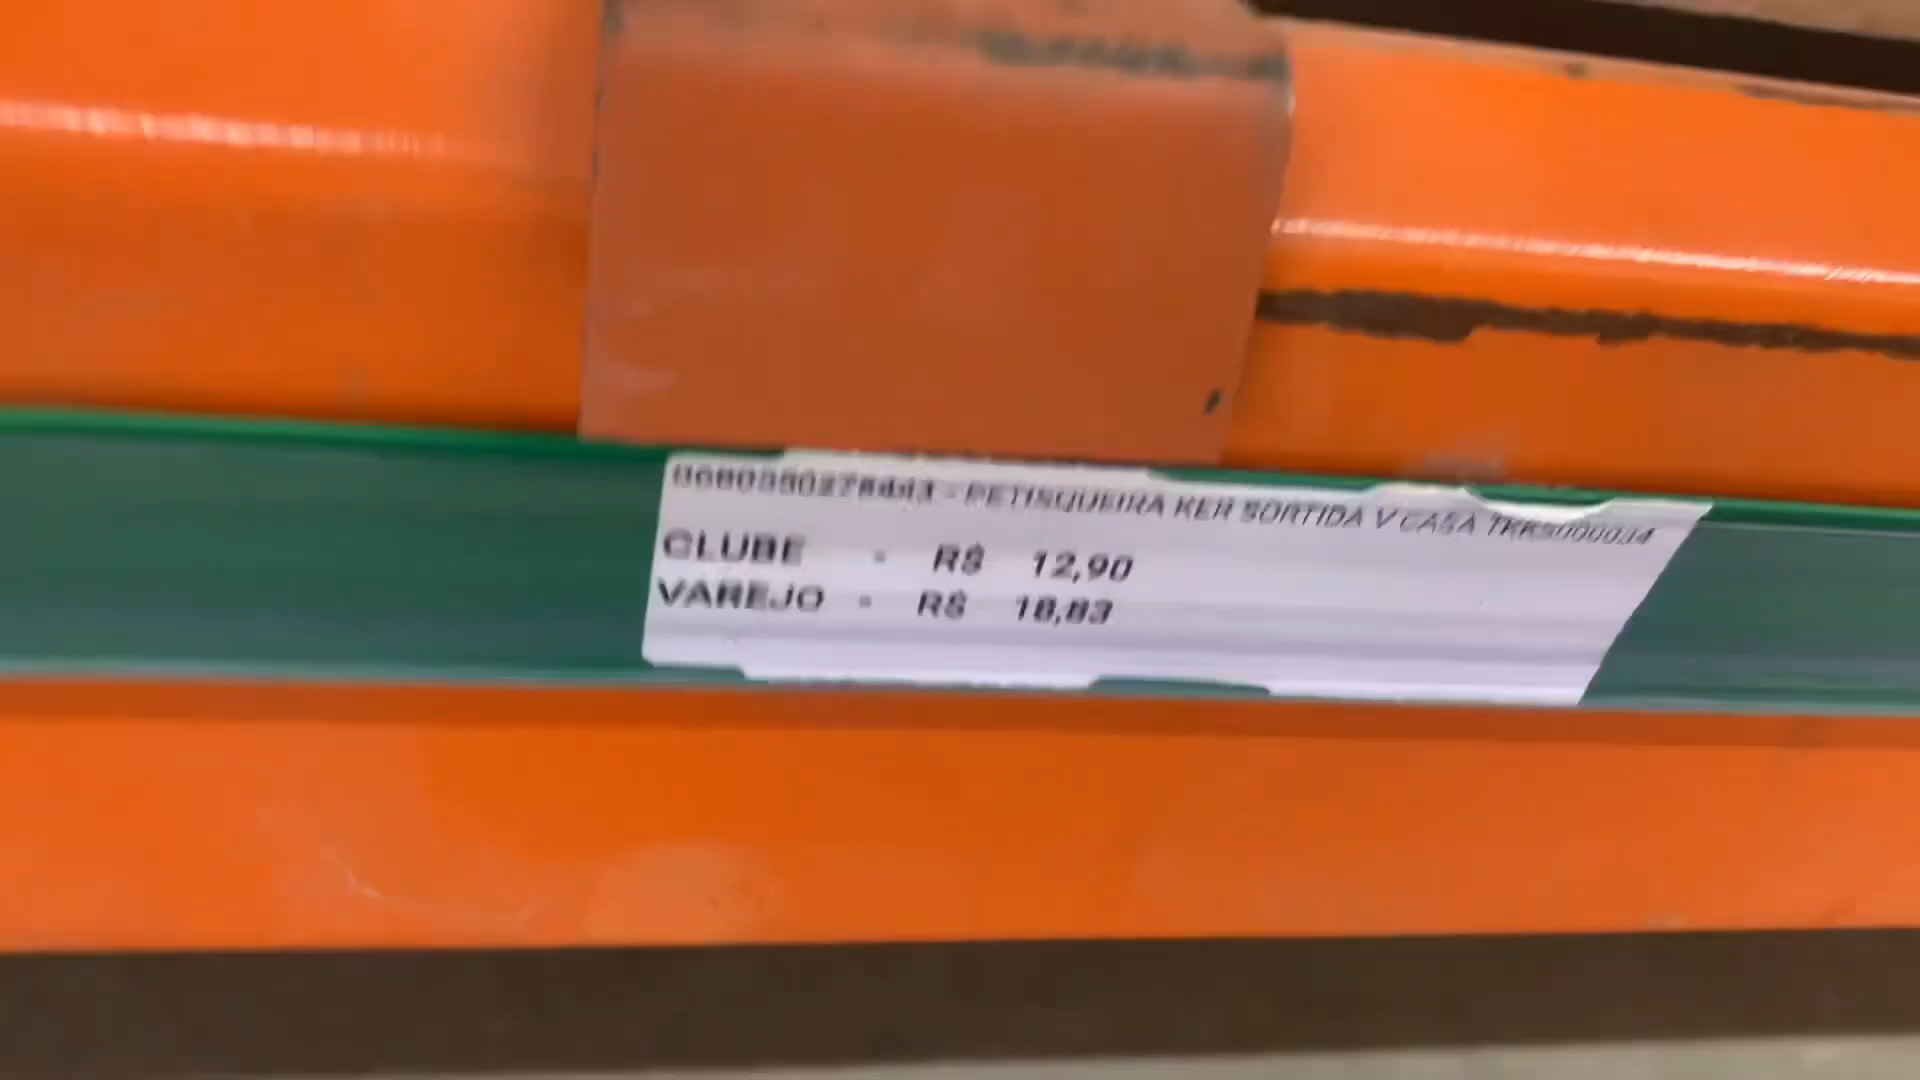 PETISQUEIRA KER SORTIDA V CASA
CLUBE - R$ 12,90
VAREJO - R$ 18,83